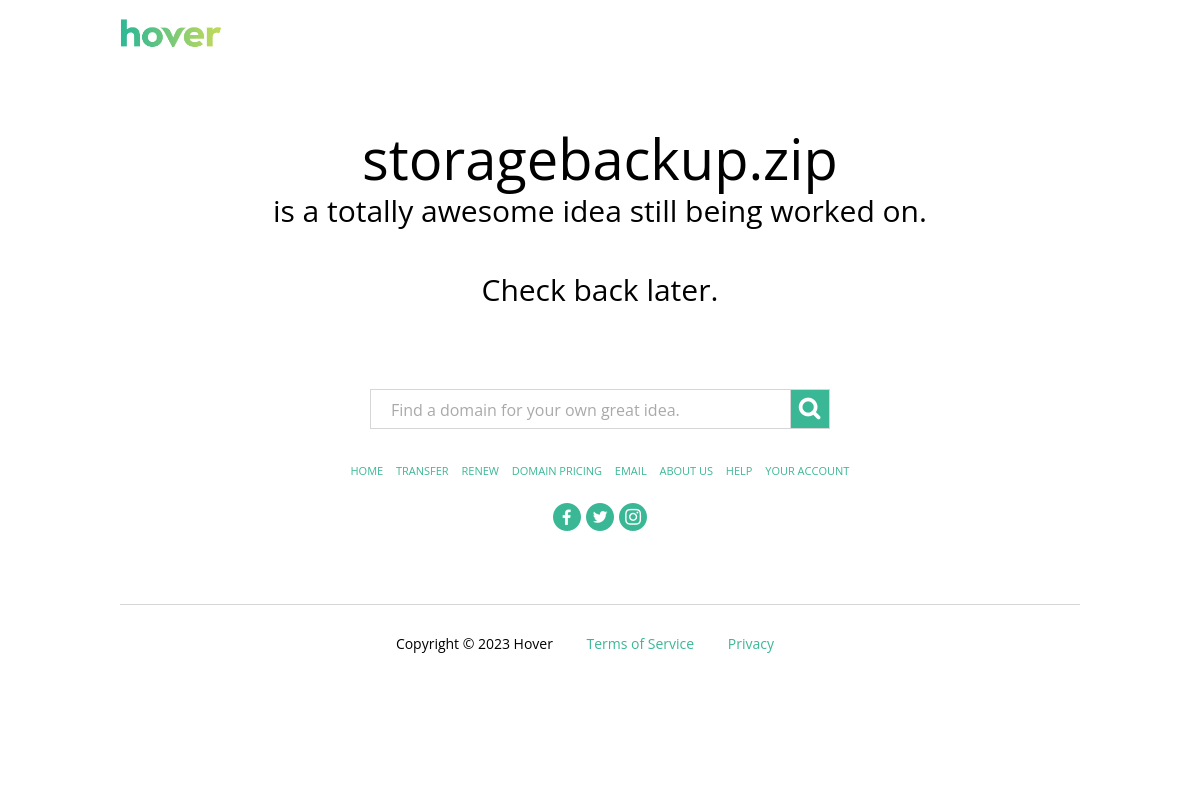 hover
storagebackup.zip
is a totally awesome idea still being worked on.
Check back later.
Find a domain for your own great idea.
HOME TRANSFER RENEW DOMAIN PRICING EMAIL ABOUT US HELP YOUR ACCOUNT
Copyright © 2023 Hover Terms of Service Privacy